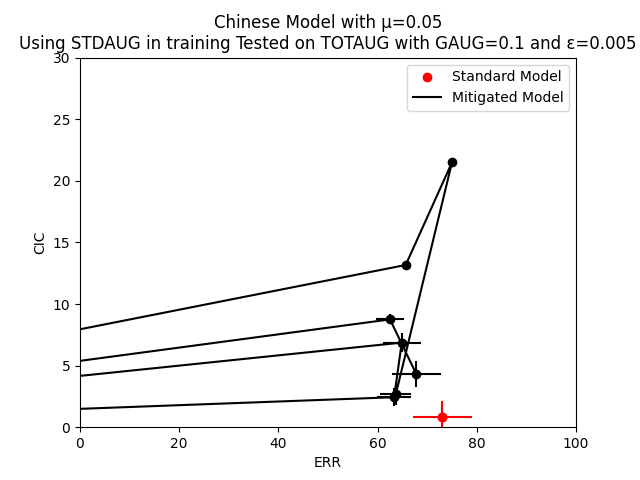 Chinese Model with μ=0.05
Using STDAUG in training Tested on TOTAUG with GAUG=0.1 and ε=0.005
30
25
20
15
10
5
0
CIC
Standard Model
Mitigated Model
0 20 40 60 80 100
ERR